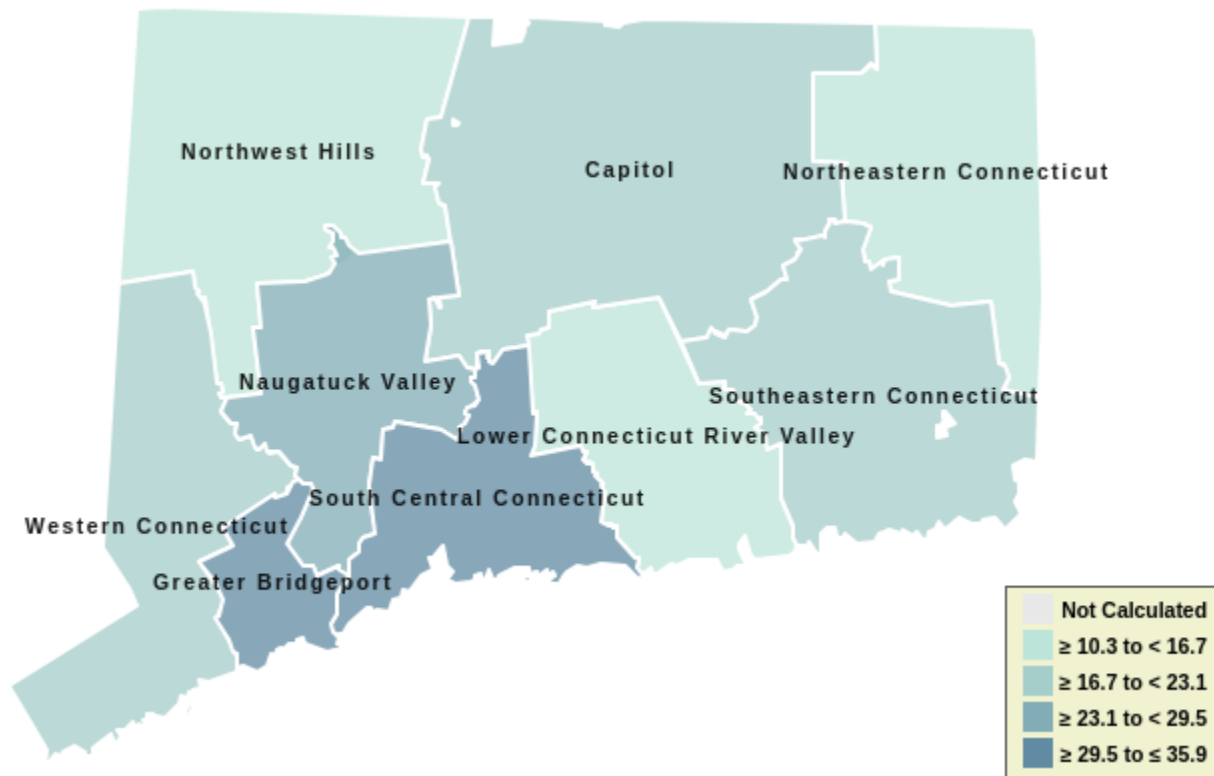 Northwest Hills
Capitol
Northeastern Connecticut
Naugatuck Valley
Southeastern Connecticut
Lower Connecticut River Valley
South Central Connecticut
Western Connecticut
Greater Bridgeport
Not Calculated
≥ 10.3 to < 16.7
≥ 16.7 to < 23.1
≥ 23.1 to < 29.5
≥ 29.5 to ≤ 35.9